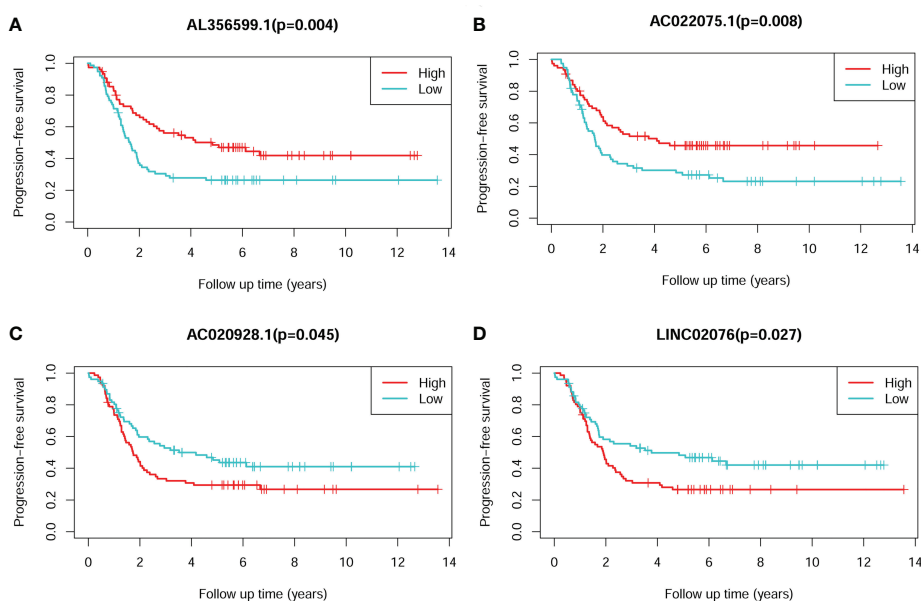 A
AL356599.1(p=0.004)
Progression−free survival
1.0
0.8
0.6
0.4
0.2
0.0
High
Low
0 2 4 6 8 10 12 14
Follow up time (years)
B
AC022075.1(p=0.008)
Progression−free survival
1.0
0.8
0.6
0.4
0.2
0.0
High
Low
0 2 4 6 8 10 12 14
Follow up time (years)
C
AC020928.1(p=0.045)
Progression−free survival
1.0
0.8
0.6
0.4
0.2
0.0
High
Low
0 2 4 6 8 10 12 14
Follow up time (years)
D
LINC02076(p=0.027)
Progression−free survival
1.0
0.8
0.6
0.4
0.2
0.0
High
Low
0 2 4 6 8 10 12 14
Follow up time (years)